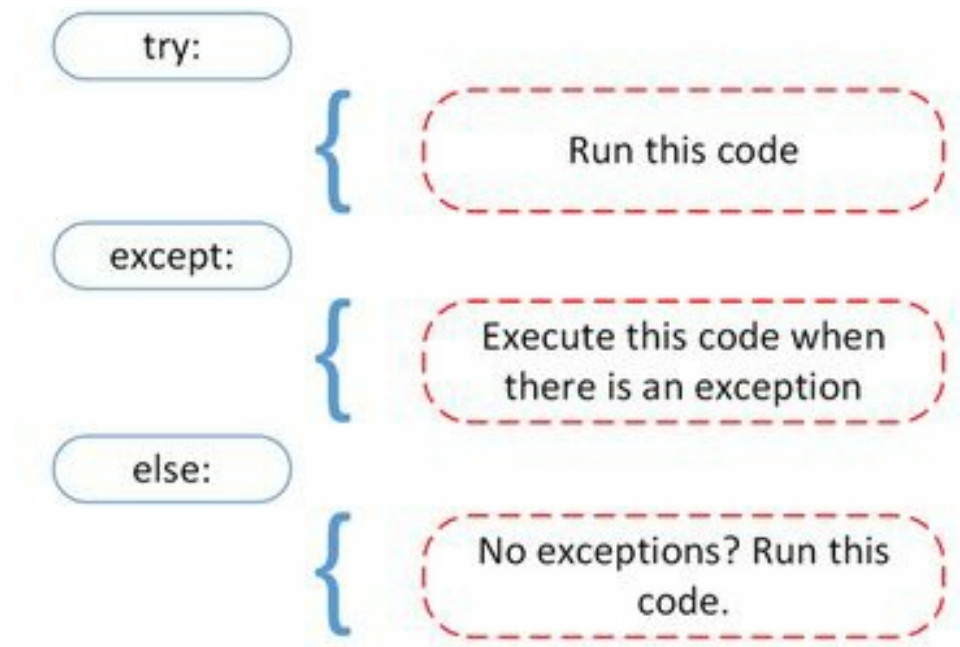 try:
Run this code
except:
Execute this code when
there is an exception
else:
No exceptions? Run this
code.